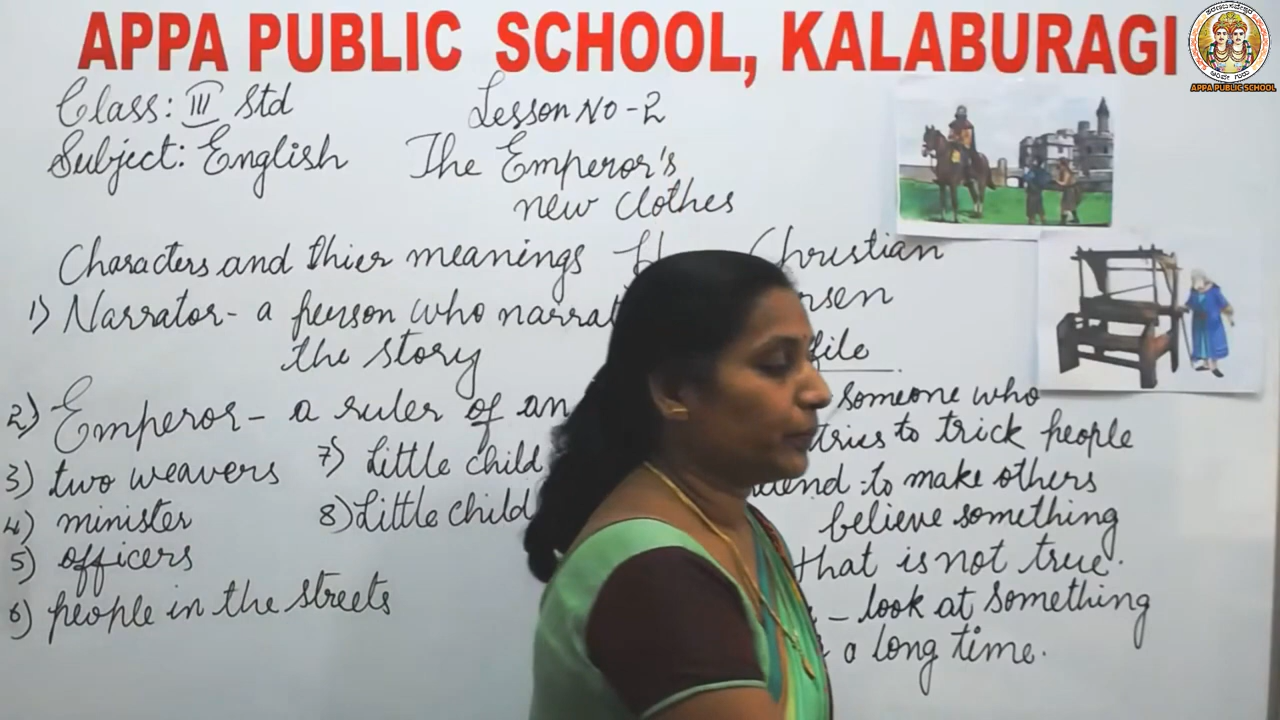 APPA PUBLIC SCHOOL, KALABURAGI
APPA PUBLIC SCHOOL
Class: III Std
Lesson No - 2
Subject: English
The Emperor's
new clothes
Characters and thier meanings
Christian
1) Narrator - a person who
the story
2) Emperor - a ruler of an
3) two weavers
4) minister
5) officers
6) people in the streets
7) Little child
8) Little child
someone who
tries to trick people
to make others
believe something
that is not true.
- look at something
a long time.